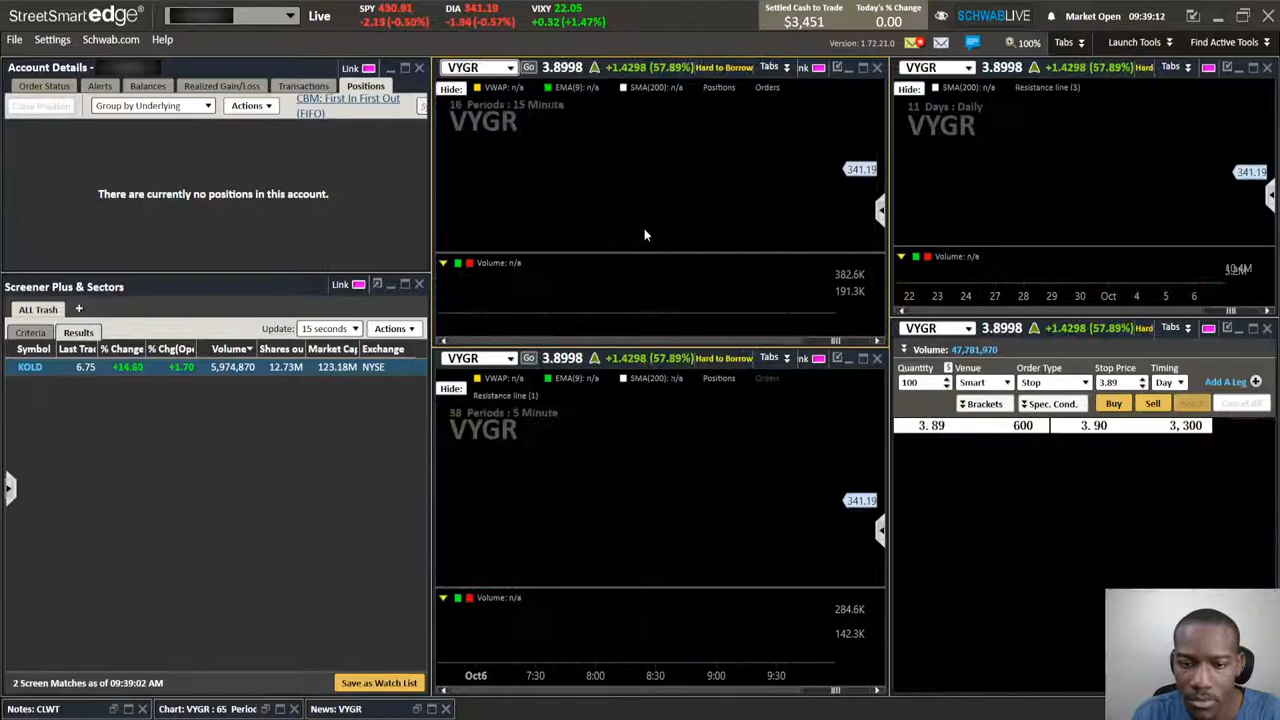 StreetSmart edge®
Live
SPY 430.91
-2.19 (-0.50%)
DIA 341.19
-1.94 (-0.57%)
VIXY 22.05
+0.32 (+1.47%)
Settled Cash to Trade
$3,451
Today's % Change
0.00
SCHWABLIVE
Market Open
09:39:12
File Settings Schwab.com Help
Version: 1.72.21.0
100%
Tabs
Launch Tools
Find Active Tools
Account Details -
Link
Order Status Alerts Balances Realized Gain/Loss Transactions Positions
Close Position
Group by Underlying
Actions
CBM: First In First Out
(FIFO)
There are currently no positions in this account.
Screener Plus & Sectors
Link
ALL Trash +
Criteria Results
Update: 15 seconds
Actions
Symbol Last Tra % Change % Chg(Ope Volume Shares ou Market Cap Exchange
KOLD 6.75 +14.60 +1.70 5,974,870 12.73M 123.18M NYSE
2 Screen Matches as of 09:39:02 AM
Save as Watch List
VYGR Go 3.8998 +1.4298 (57.89%) Hard to Borrow nk
Hide: VWAP: n/a EMA(9): n/a SMA(200): n/a Positions Orders
16 Periods : 15 Minute
VYGR
341.19
Volume: n/a
382.6K
191.3K
VYGR Go 3.8998 +1.4298 (57.89%) Hard to Borrow Tabs nk
Hide: VWAP: n/a EMA(9): n/a SMA(200): n/a Positions Orders
Resistance line (1)
38 Periods : 5 Minute
VYGR
341.19
Volume: n/a
284.6K
142.3K
Oct6 7:30 8:00 8:30 9:00 9:30
VYGR 3.8998 +1.4298 (57.89%) Hard Tabs
Hide: SMA(200): n/a Resistance line (3)
11 Days : Daily
VYGR
341.19
Volume: n/a
22 23 24 27 28 29 30 Oct 4 5 6
VYGR 3.8998 +1.4298 (57.89%) Hard Tabs
Volume: 47,781,970
Quantity S Venue Order Type Stop Price Timing
100 Smart Stop 3.89 Day
Add A Leg
Brackets
Spec. Cond.
Buy
Sell
Cancel All
3.89 600 3.90 3,300
Notes: CLWT
Chart: VYGR : 65 Perio
News: VYGR